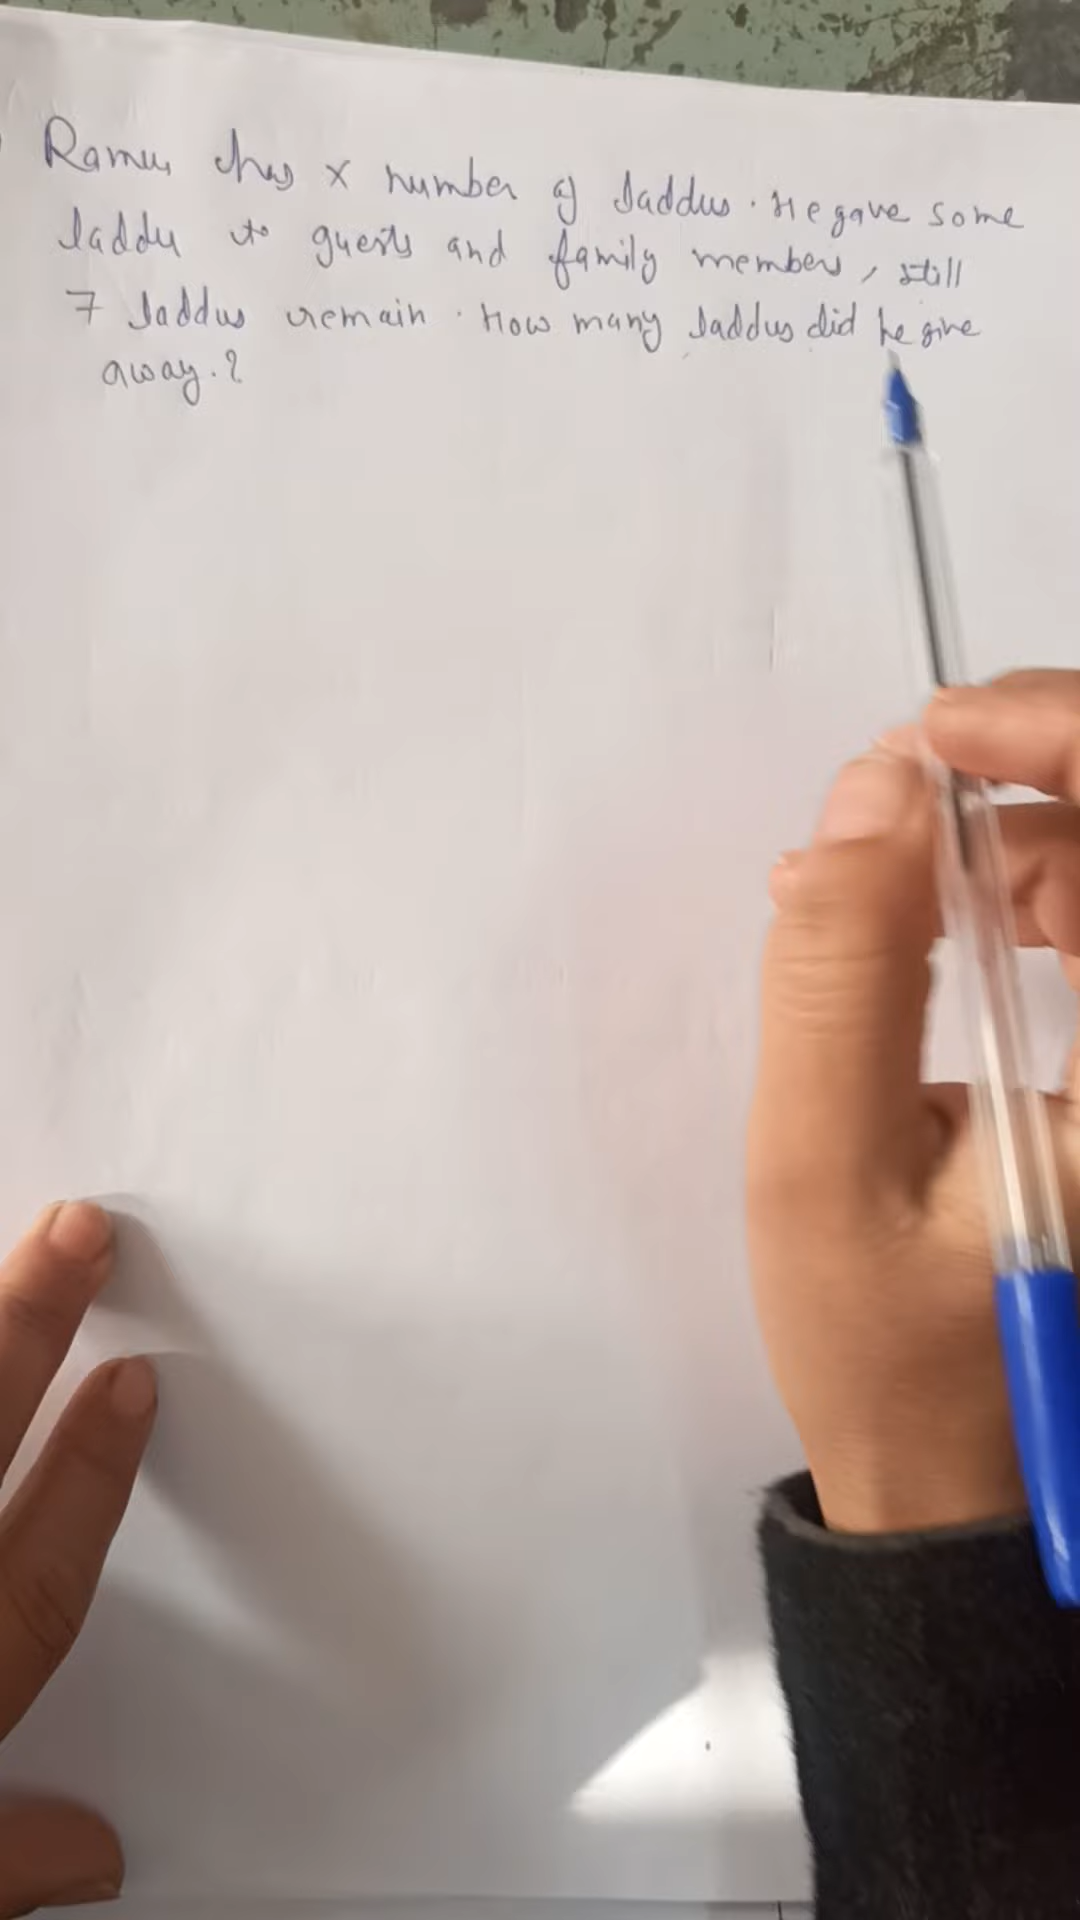 Ramu has x number of laddus. He gave some
laddu to guests and family members, still
7 laddus remain. How many laddus did he give
away.?